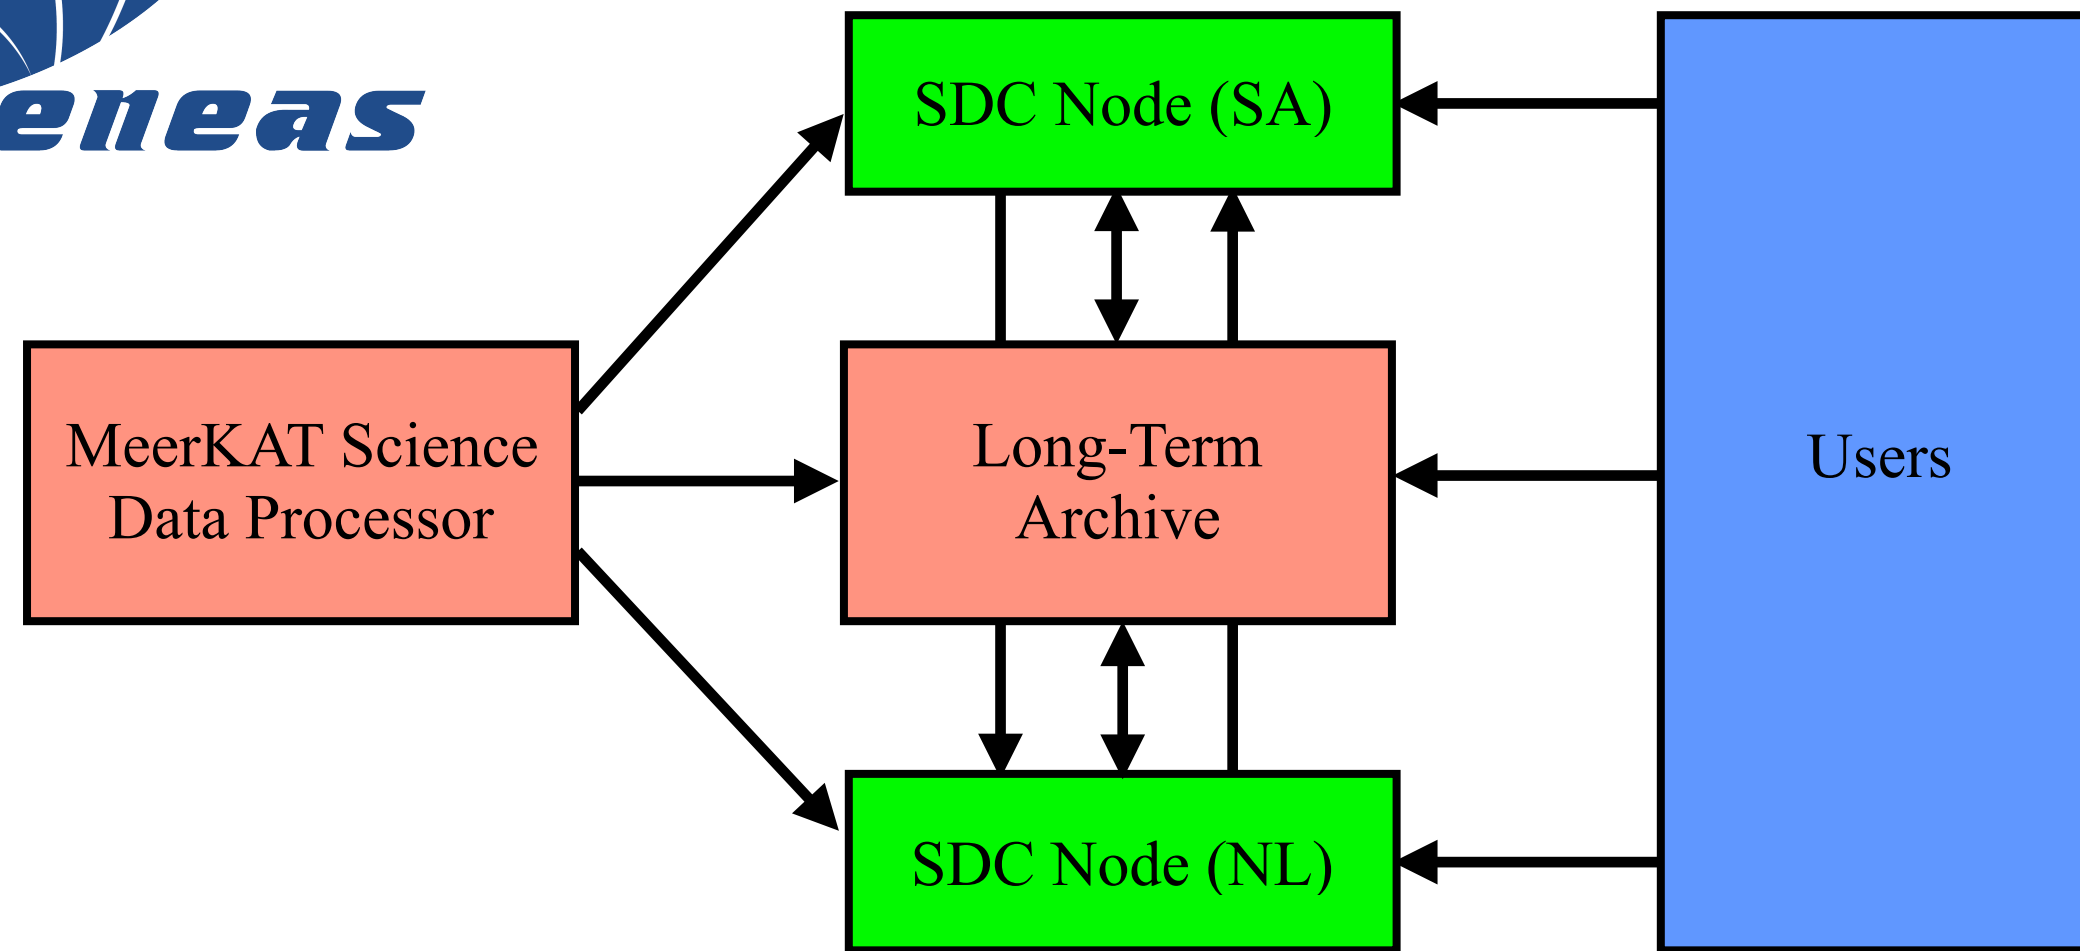 eneas
SDC Node (SA)
MeerKAT Science
Data Processor
Long-Term
Archive
Users
SDC Node (NL)